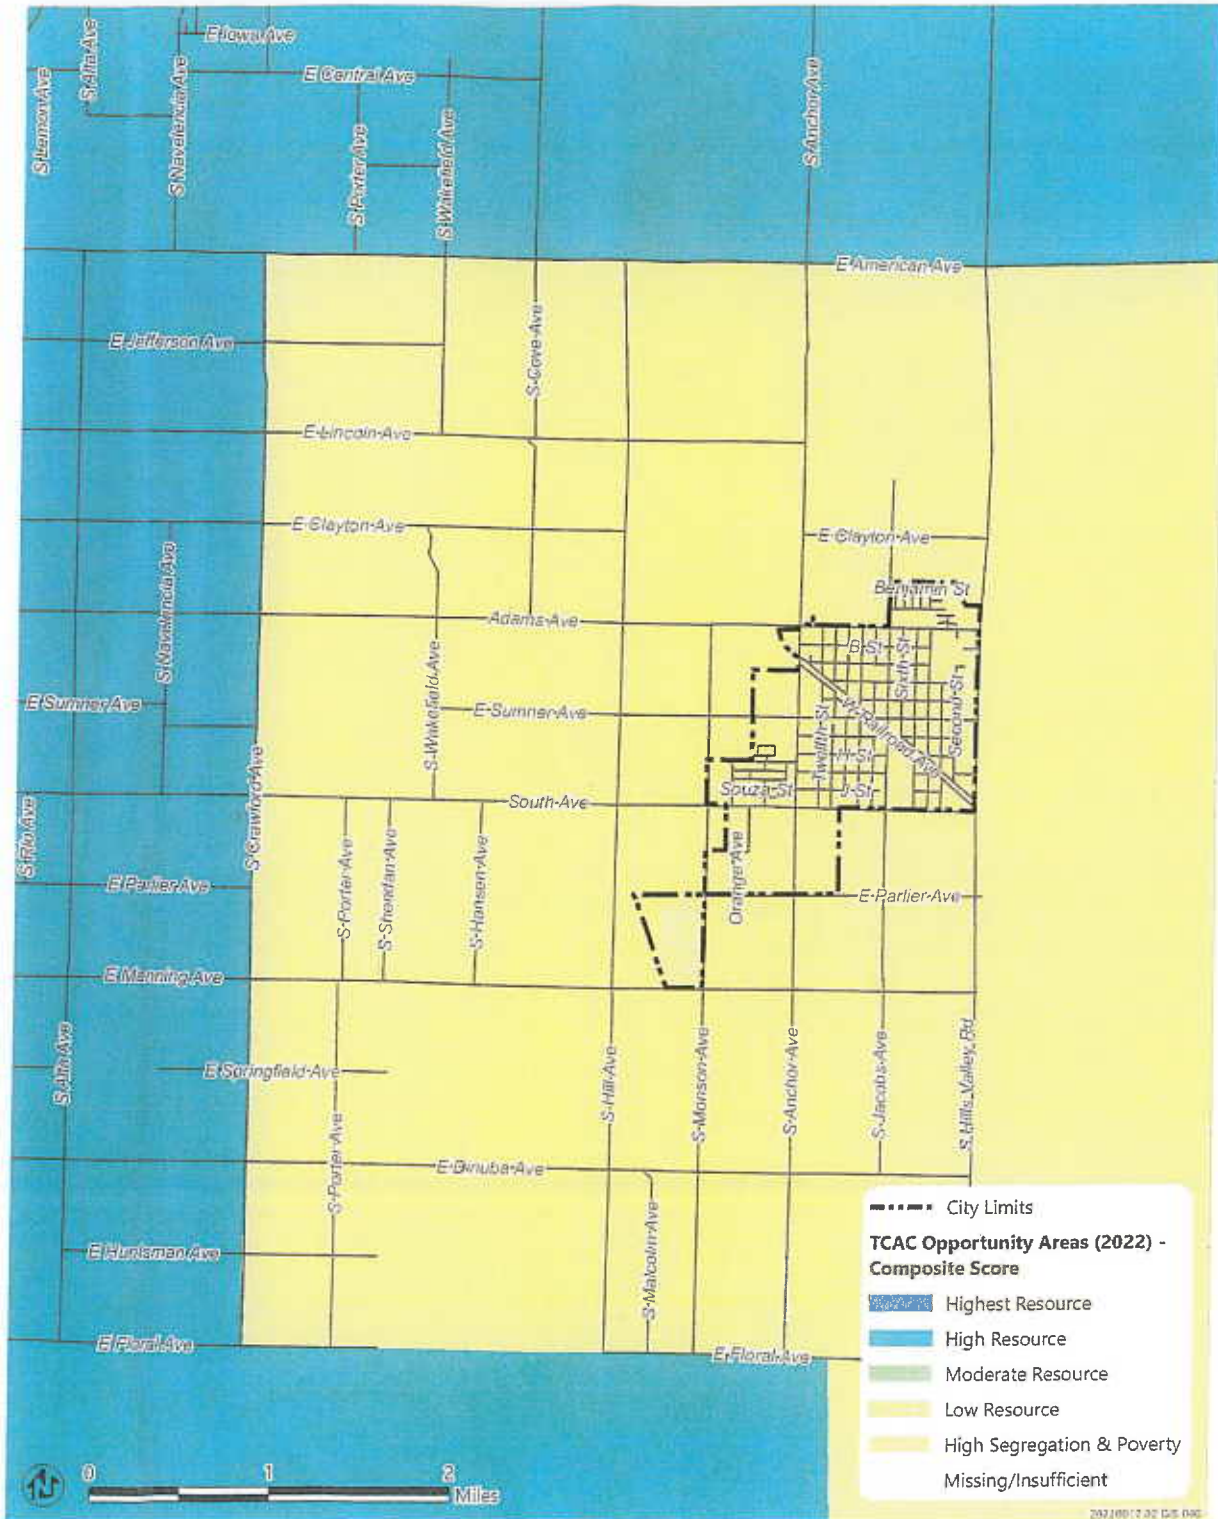 E Iowa Ave
S Alta Ave
E Central Ave
S Lemon Ave
S Navelencia Ave
S Porter Ave
S Wakefield Ave
S Anchor Ave
E American Ave
E Jefferson Ave
S Cove Ave
E Lincoln Ave
E Clayton Ave
E Clayton Ave
S Navelencia Ave
Benjamin St
Adams Ave
B St
Sixth St
S Wakefield Ave
E Sumner Ave
E Sumner Ave
Twelfth St
W Railroad Ave
Second St
H St
S Crawford Ave
Souza St
J St
South Ave
S Rio Ave
E Parlier Ave
S Porter Ave
S Sheridan Ave
S Hansen Ave
Orange Ave
E Parlier Ave
E Manning Ave
S Alta Ave
E Springfield Ave
S Hill Ave
S Monson Ave
S Anchor Ave
S Jacobs Ave
S Hills Valley Rd
S Porter Ave
E Dinuba Ave
E Huntsman Ave
S Malcolm Ave
E Floral Ave
E Floral Ave
City Limits
TCAC Opportunity Areas (2022) -
Composite Score
Highest Resource
High Resource
Moderate Resource
Low Resource
High Segregation & Poverty
Missing/Insufficient
N
0 1 2
Miles